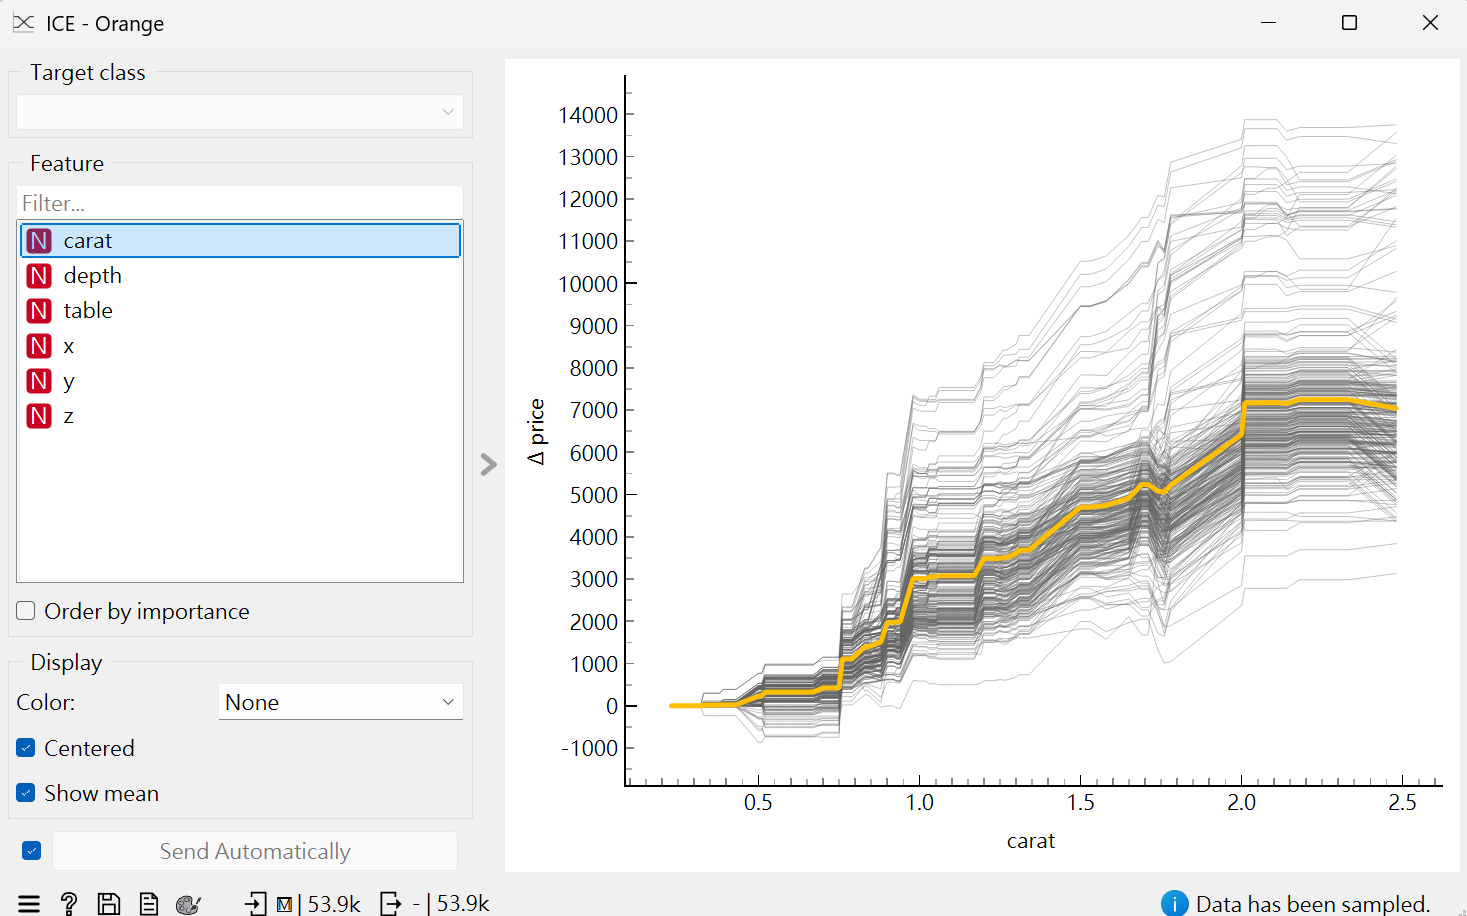 ICE - Orange
Target class
Feature
Filter...
N carat
N depth
N table
N x
N y
N z
Order by importance
Display
Color: None
Centered
Show mean
Send Automatically
? M | 53.9k - | 53.9k
14000
13000
12000
11000
10000
9000
8000
7000
6000
5000
4000
3000
2000
1000
0
-1000
Δ price
0.5 1.0 1.5 2.0 2.5
carat
i Data has been sampled.